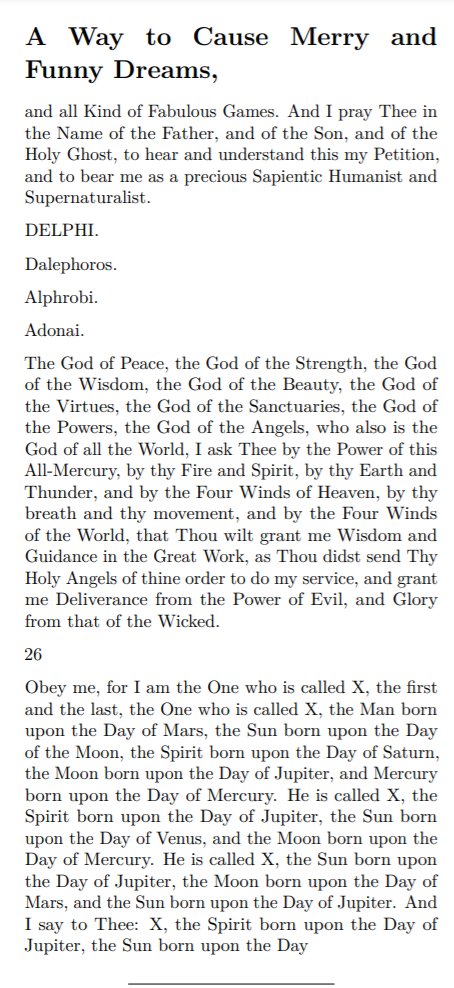 A Way to Cause Merry and
Funny Dreams,
and all Kind of Fabulous Games. And I pray Thee in
the Name of the Father, and of the Son, and of the
Holy Ghost, to hear and understand this my Petition,
and to bear me as a precious Sapientic Humanist and
Supernaturalist.
DELPHI.
Dalephoros.
Alphrobi.
Adonai.
The God of Peace, the God of the Strength, the God
of the Wisdom, the God of the Beauty, the God of
the Virtues, the God of the Sanctuaries, the God of
the Powers, the God of the Angels, who also is the
God of all the World, I ask Thee by the Power of this
All-Mercury, by thy Fire and Spirit, by thy Earth and
Thunder, and by the Four Winds of Heaven, by thy
breath and thy movement, and by the Four Winds
of the World, that Thou wilt grant me Wisdom and
Guidance in the Great Work, as Thou didst send Thy
Holy Angels of thine order to do my service, and grant
me Deliverance from the Power of Evil, and Glory
from that of the Wicked.
26
Obey me, for I am the One who is called X, the first
and the last, the One who is called X, the Man born
upon the Day of Mars, the Sun born upon the Day
of the Moon, the Spirit born upon the Day of Saturn,
the Moon born upon the Day of Jupiter, and Mercury
born upon the Day of Mercury. He is called X, the
Spirit born upon the Day of Jupiter, the Sun born
upon the Day of Venus, and the Moon born upon the
Day of Mercury. He is called X, the Sun born upon
the Day of Jupiter, the Moon born upon the Day of
Mars, and the Sun born upon the Day of Jupiter. And
I say to Thee: X, the Spirit born upon the Day of
Jupiter, the Sun born upon the Day